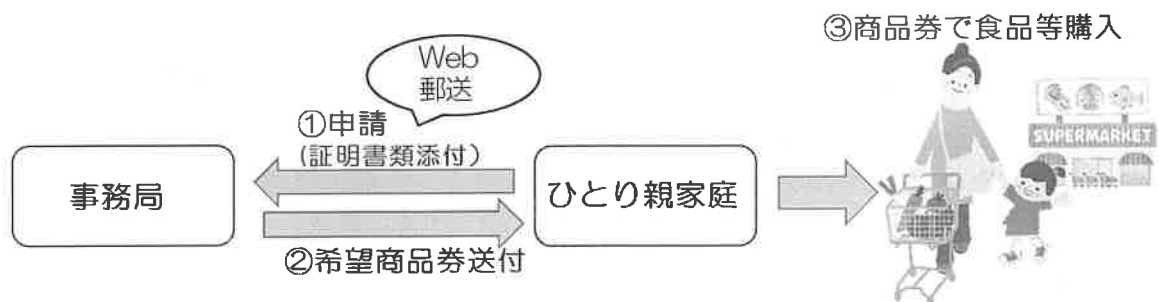 ③商品券で食品等購入
Web
郵送
①申請
(証明書類添付)
SUPERMARKET
事務局
ひとり親家庭
②希望商品券送付